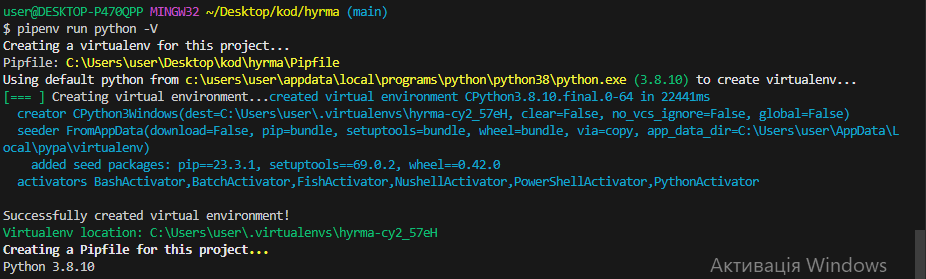 user@DESKTOP-P470QPP MINGW32 ~/Desktop/kod/hyrma (main)
$ pipenv run python -V
Creating a virtualenv for this project...
Pipfile: C:\Users\user\Desktop\kod\hyrma\Pipfile
Using default python from c:\users\user\appdata\local\programs\python\python38\python.exe (3.8.10) to create virtualenv...
[=== ] Creating virtual environment...created virtual environment CPython3.8.10.final.0-64 in 22441ms
  creator CPython3Windows(dest=C:\Users\user\.virtualenvs\hyrma-cy2_57eH, clear=False, no_vcs_ignore=False, global=False)
  seeder FromAppData(download=False, pip=bundle, setuptools=bundle, wheel=bundle, via=copy, app_data_dir=C:\Users\user\AppData\L
ocal\pypa\virtualenv)
    added seed packages: pip==23.3.1, setuptools==69.0.2, wheel==0.42.0
  activators BashActivator,BatchActivator,FishActivator,NushellActivator,PowerShellActivator,PythonActivator
Successfully created virtual environment!
Virtualenv location: C:\Users\user\.virtualenvs\hyrma-cy2_57eH
Creating a Pipfile for this project...
Python 3.8.10
Активація Windows